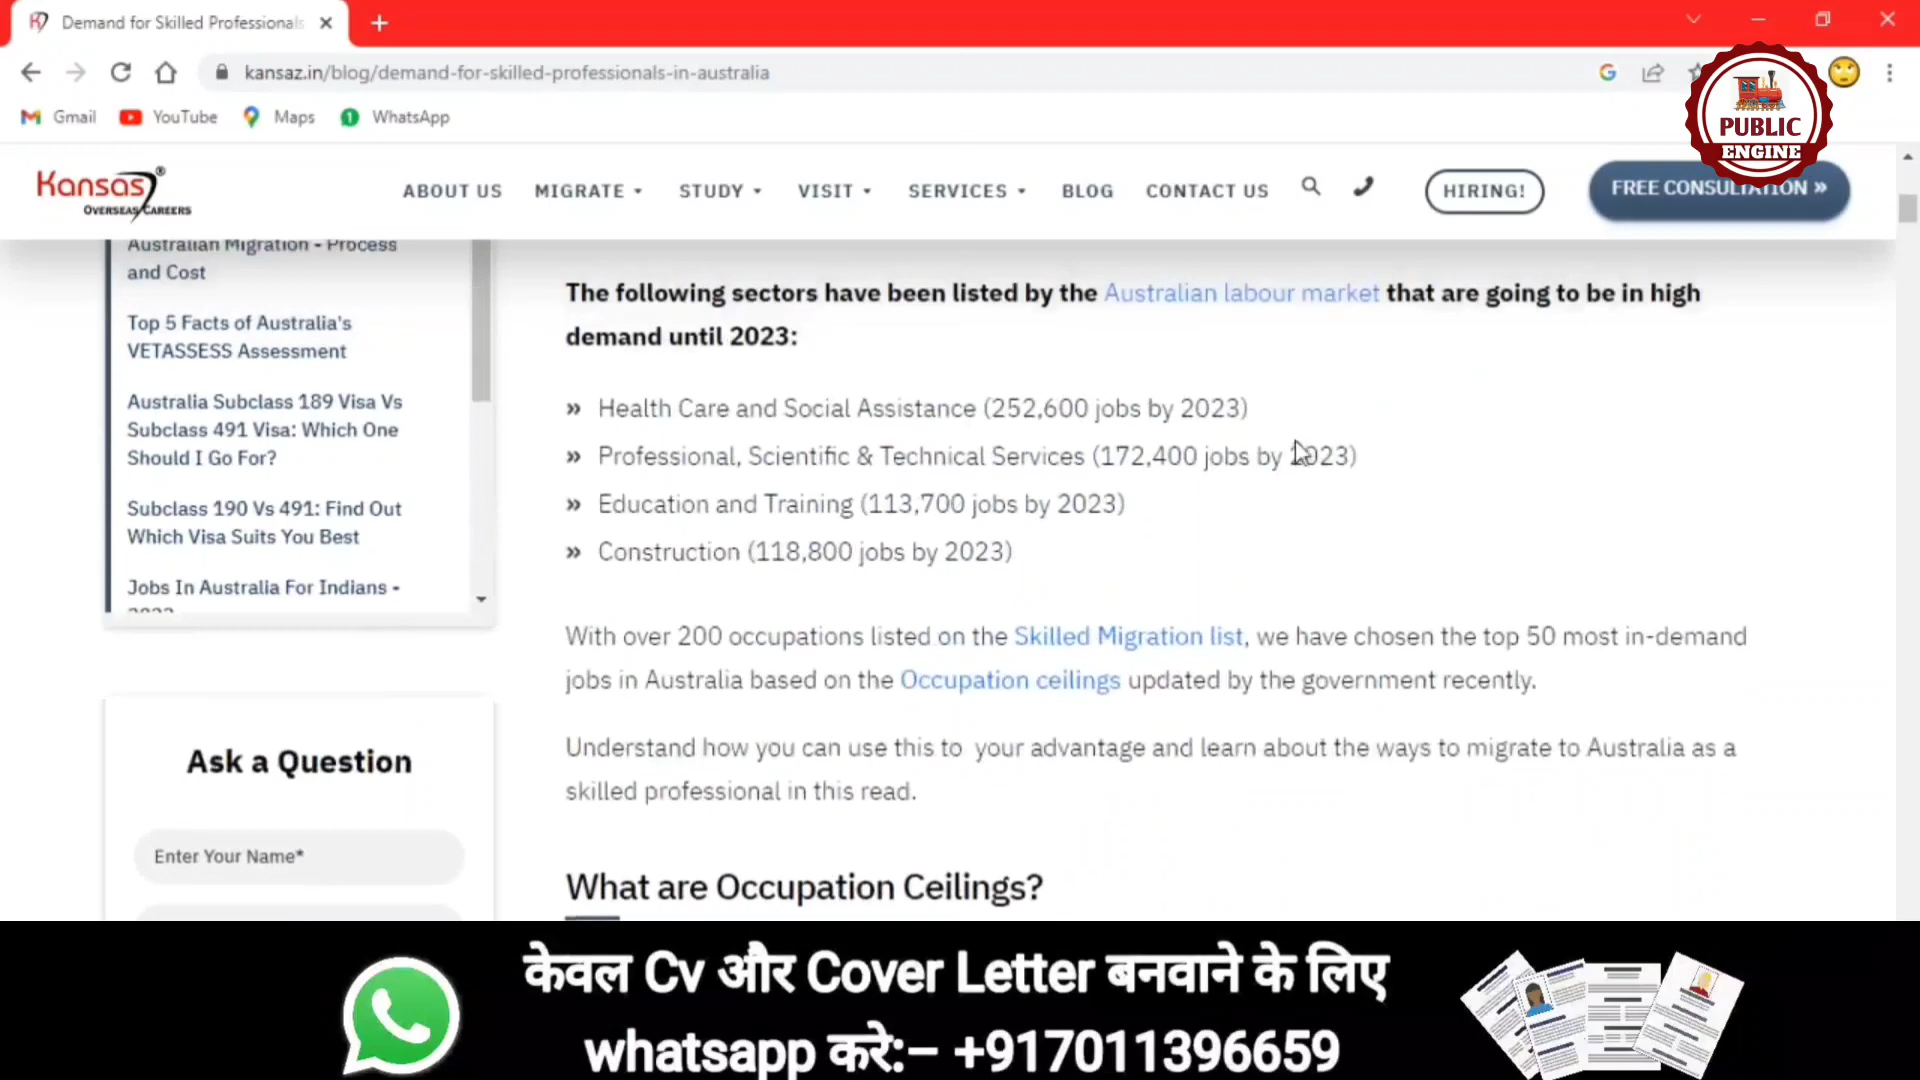 Demand for Skilled Professionals
kansaz.in/blog/demand-for-skilled-professionals-in-australia
Gmail YouTube Maps WhatsApp
PUBLIC
ENGINE
Kansas
OVERSEAS CAREERS
ABOUT US MIGRATE STUDY VISIT SERVICES BLOG CONTACT US HIRING! FREE CONSULTATION »
Australian Migration - Process
and Cost
Top 5 Facts of Australia's
VETASSESS Assessment
Australia Subclass 189 Visa Vs
Subclass 491 Visa: Which One
Should I Go For?
Subclass 190 Vs 491: Find Out
Which Visa Suits You Best
Jobs In Australia For Indians -
Ask a Question
Enter Your Name*
The following sectors have been listed by the Australian labour market that are going to be in high
demand until 2023:
» Health Care and Social Assistance (252,600 jobs by 2023)
» Professional, Scientific & Technical Services (172,400 jobs by 2023)
» Education and Training (113,700 jobs by 2023)
» Construction (118,800 jobs by 2023)
With over 200 occupations listed on the Skilled Migration list, we have chosen the top 50 most in-demand
jobs in Australia based on the Occupation ceilings updated by the government recently.
Understand how you can use this to your advantage and learn about the ways to migrate to Australia as a
skilled professional in this read.
What are Occupation Ceilings?
केवल Cv और Cover Letter बनवाने के लिए
whatsapp करे:– +917011396659